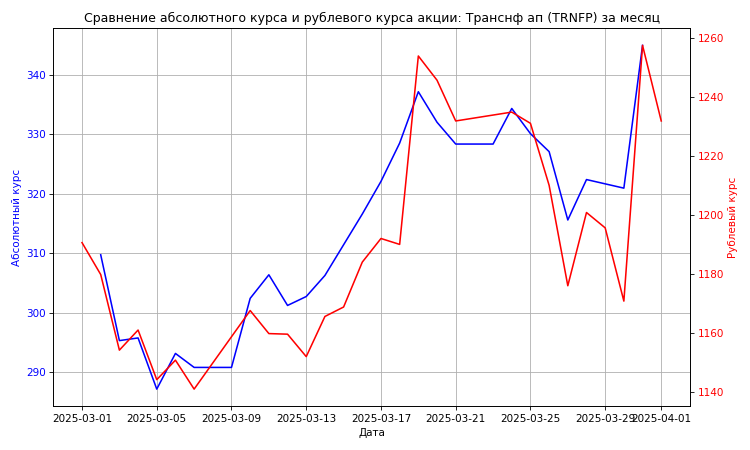 Сравнение абсолютного курса и рублевого курса акции: Транснф ап (TRNFP) за месяц
340
330
320
310
300
290
Абсолютный курс
1260
1240
1220
1200
1180
1160
1140
Рублевый курс
2025-03-01 2025-03-05 2025-03-09 2025-03-13 2025-03-17 2025-03-21 2025-03-25 2025-03-29 2025-04-01
Дата